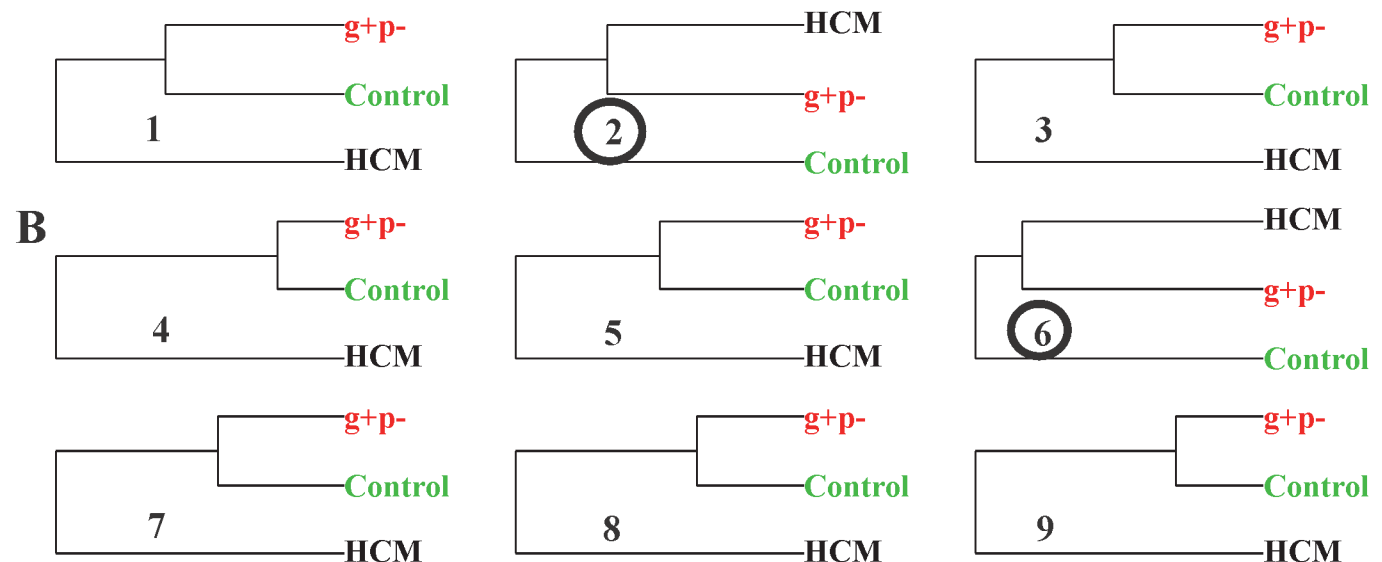 g+p-
Control
1
HCM
HCM
g+p-
2
Control
g+p-
Control
3
HCM
B
g+p-
Control
4
HCM
g+p-
Control
5
HCM
HCM
g+p-
6
Control
g+p-
Control
7
HCM
g+p-
Control
8
HCM
g+p-
Control
9
HCM